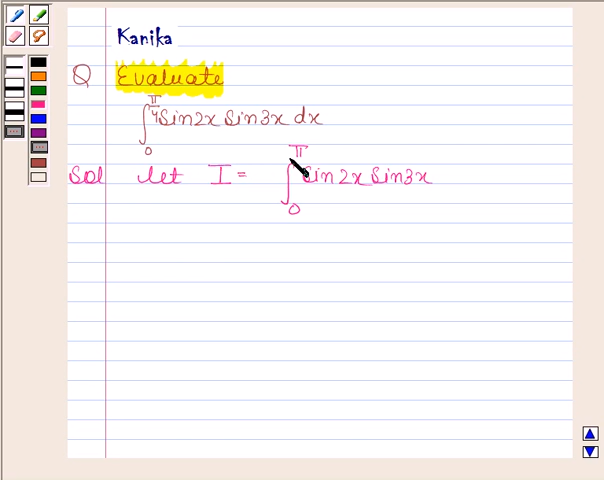 Kanika
Q Evaluate
∫₀^(π/4) Sin2x Sin3x dx
Sol let I = ∫₀^π Sin2x Sin3x